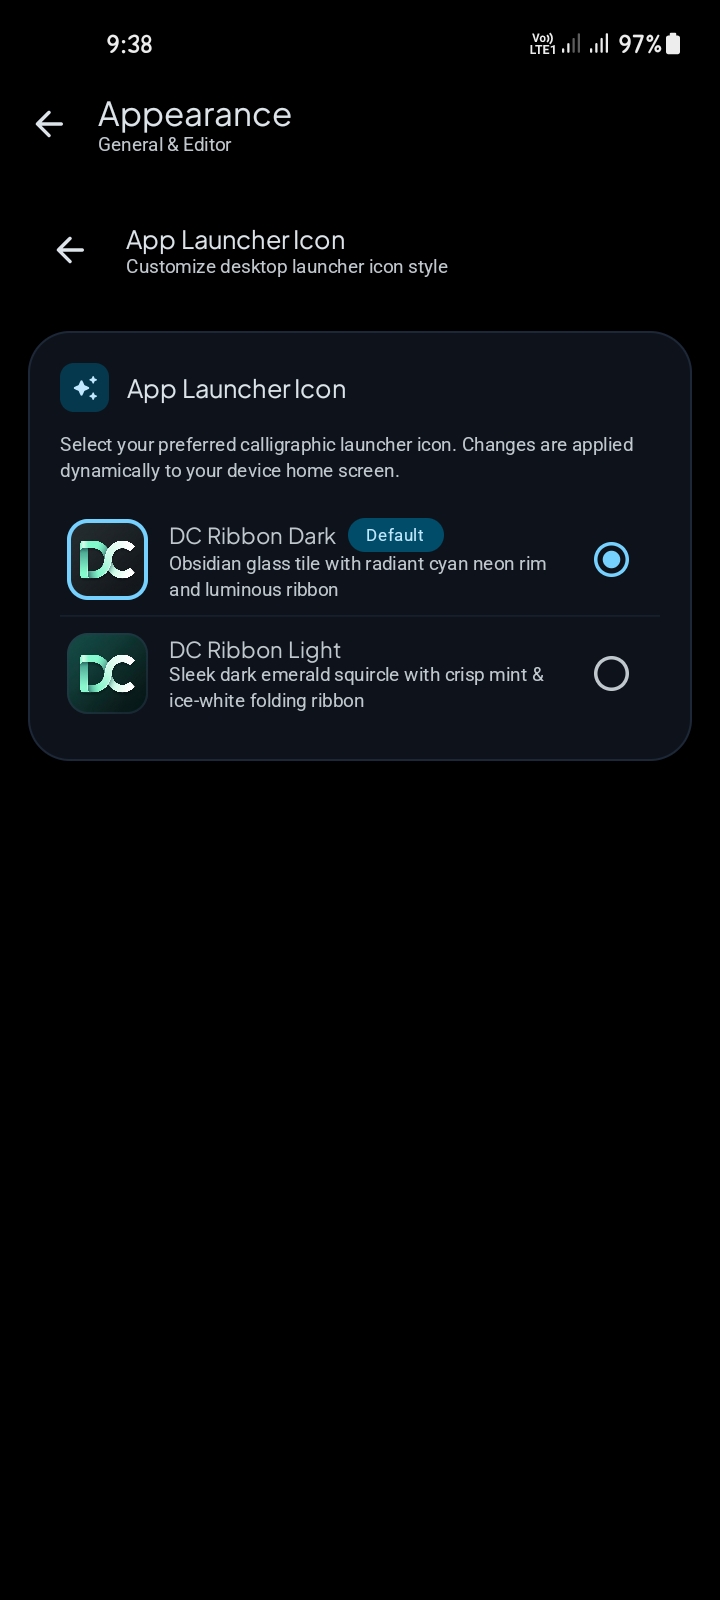 9:38
Vo)) LTE1 97%
Appearance
General & Editor
App Launcher Icon
Customize desktop launcher icon style
App Launcher Icon
Select your preferred calligraphic launcher icon. Changes are applied
dynamically to your device home screen.
DC
DC Ribbon Dark Default
Obsidian glass tile with radiant cyan neon rim
and luminous ribbon
DC
DC Ribbon Light
Sleek dark emerald squircle with crisp mint &
ice-white folding ribbon